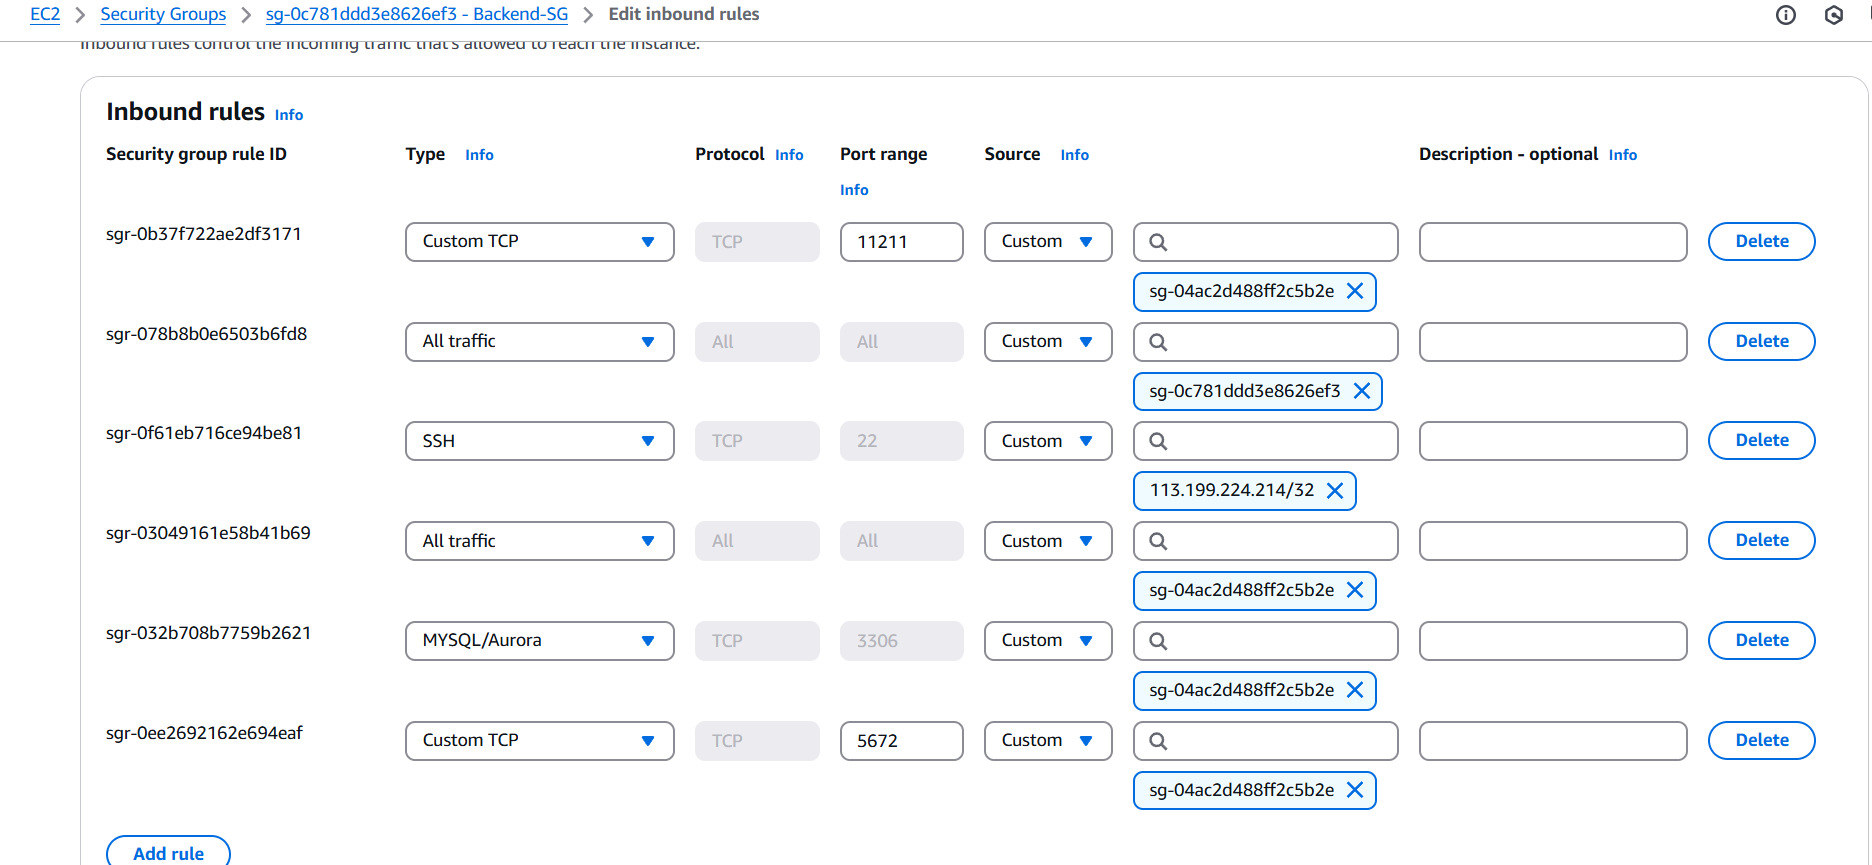 EC2 > Security Groups > sg-0c781ddd3e8626ef3 - Backend-SG > Edit inbound rules
Inbound rules control the incoming traffic that's allowed to reach the instance.
Inbound rules Info
Security group rule ID Type Info Protocol Info Port range Info Source Info Description - optional Info
sgr-0b37f722ae2df3171 Custom TCP TCP 11211 Custom Delete
sg-04ac2d488ff2c5b2e
sgr-078b8b0e6503b6fd8 All traffic All All Custom Delete
sg-0c781ddd3e8626ef3
sgr-0f61eb716ce94be81 SSH TCP 22 Custom Delete
113.199.224.214/32
sgr-03049161e58b41b69 All traffic All All Custom Delete
sg-04ac2d488ff2c5b2e
sgr-032b708b7759b2621 MYSQL/Aurora TCP 3306 Custom Delete
sg-04ac2d488ff2c5b2e
sgr-0ee2692162e694eaf Custom TCP TCP 5672 Custom Delete
sg-04ac2d488ff2c5b2e
Add rule